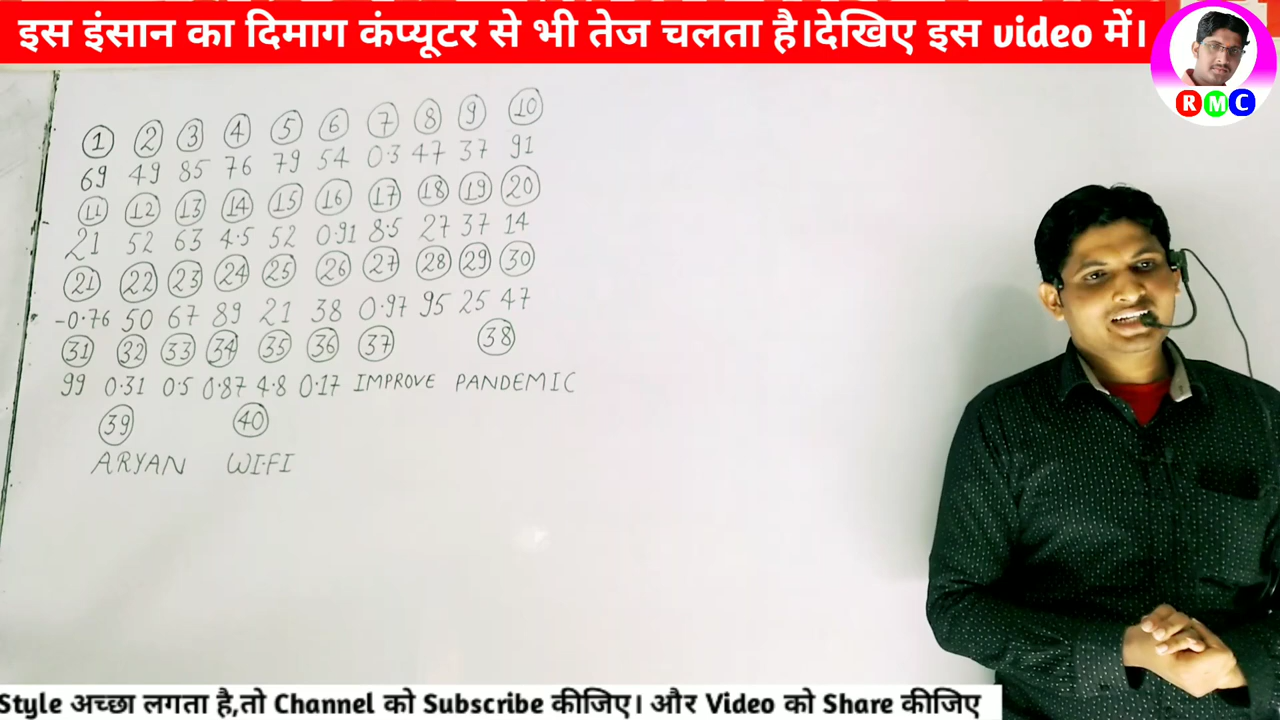 इस इंसान का दिमाग कंप्यूटर से भी तेज चलता है।देखिए इस video में।
R M C
1 2 3 4 5 6 7 8 9 10
69 49 85 76 79 54 0.3 47 37 91
11 12 13 14 15 16 17 18 19 20
21 52 63 4.5 52 0.91 8.5 27 37 14
21 22 23 24 25 26 27 28 29 30
-0.76 50 67 89 21 38 0.97 95 25 47
31 32 33 34 35 36 37 38
99 0.31 0.5 0.87 4.8 0.17 IMPROVE PANDEMIC
39 40
ARYAN WI.FI
Style अच्छा लगता है,तो Channel को Subscribe कीजिए। और Video को Share कीजिए